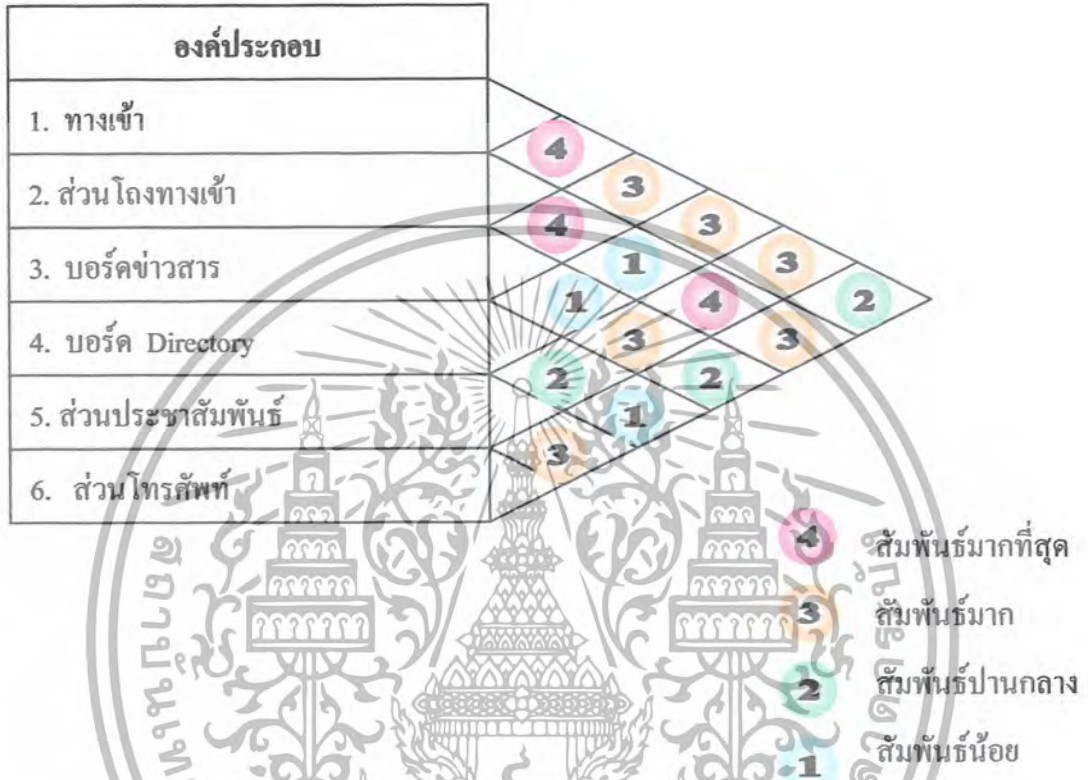 องค์ประกอบ
1. ทางเข้า
2. ส่วนโถงทางเข้า
3. บอร์ดข่าวสาร
4. บอร์ด Directory
5. ส่วนประชาสัมพันธ์
6. ส่วนโทรศัพท์
4
3
4
3
1
3
1
4
2
3
3
2
2
1
3
4 สัมพันธ์มากที่สุด
3 สัมพันธ์มาก
2 สัมพันธ์ปานกลาง
1 สัมพันธ์น้อย